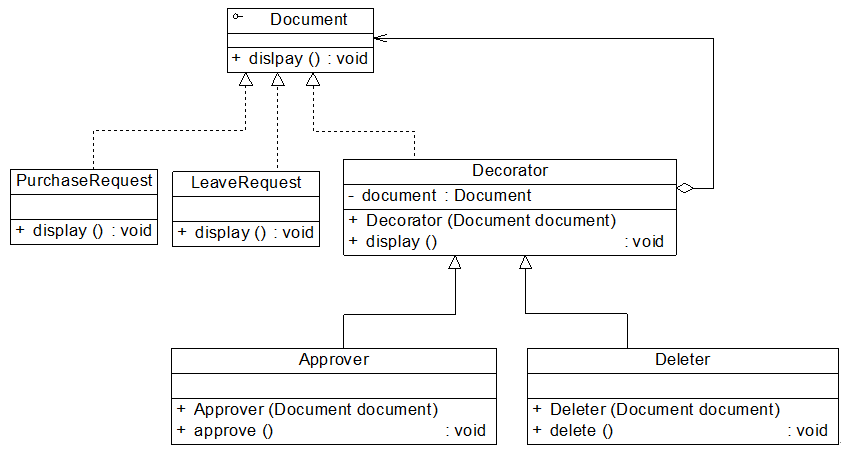 Document
+ dislpay () : void
PurchaseRequest
+ display () : void
LeaveRequest
+ display () : void
Decorator
- document : Document
+ Decorator (Document document)
+ display () : void
Approver
+ Approver (Document document)
+ approve () : void
Deleter
+ Deleter (Document document)
+ delete () : void